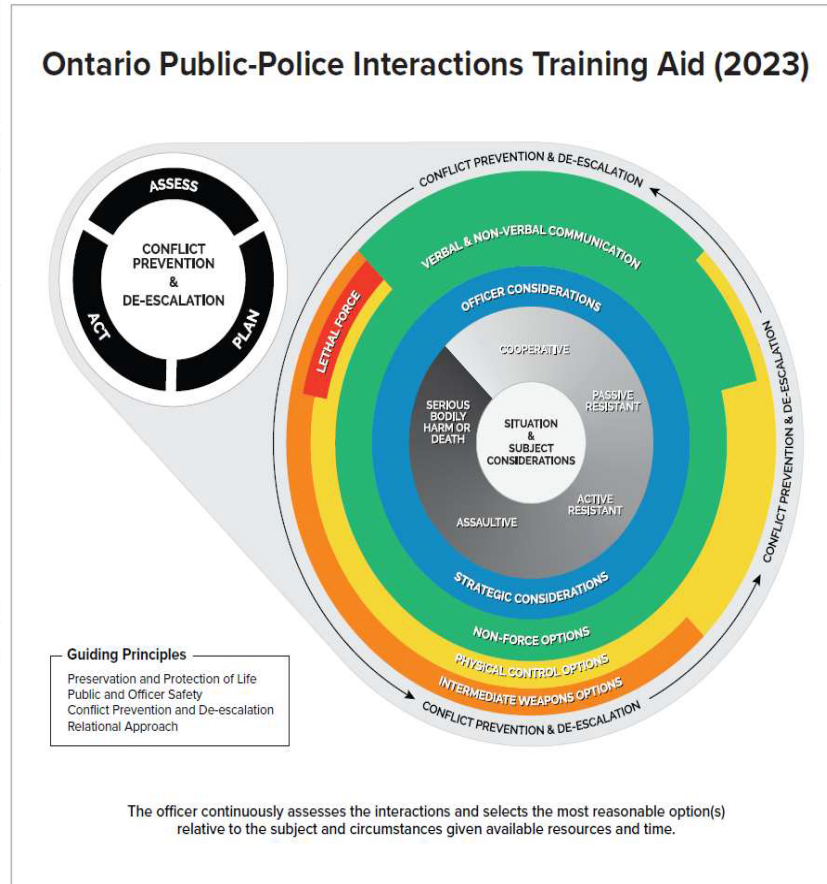 Ontario Public-Police Interactions Training Aid (2023)
ASSESS
PLAN
ACT
CONFLICT
PREVENTION
&
DE-ESCALATION
CONFLICT PREVENTION & DE-ESCALATION
CONFLICT PREVENTION & DE-ESCALATION
CONFLICT PREVENTION & DE-ESCALATION
VERBAL & NON-VERBAL COMMUNICATION
OFFICER CONSIDERATIONS
LETHAL FORCE
COOPERATIVE
PASSIVE
RESISTANT
ACTIVE
RESISTANT
ASSAULTIVE
SERIOUS
BODILY
HARM OR
DEATH
SITUATION
&
SUBJECT
CONSIDERATIONS
STRATEGIC CONSIDERATIONS
NON-FORCE OPTIONS
PHYSICAL CONTROL OPTIONS
INTERMEDIATE WEAPONS OPTIONS
Guiding Principles
Preservation and Protection of Life
Public and Officer Safety
Conflict Prevention and De-escalation
Relational Approach
The officer continuously assesses the interactions and selects the most reasonable option(s)
relative to the subject and circumstances given available resources and time.